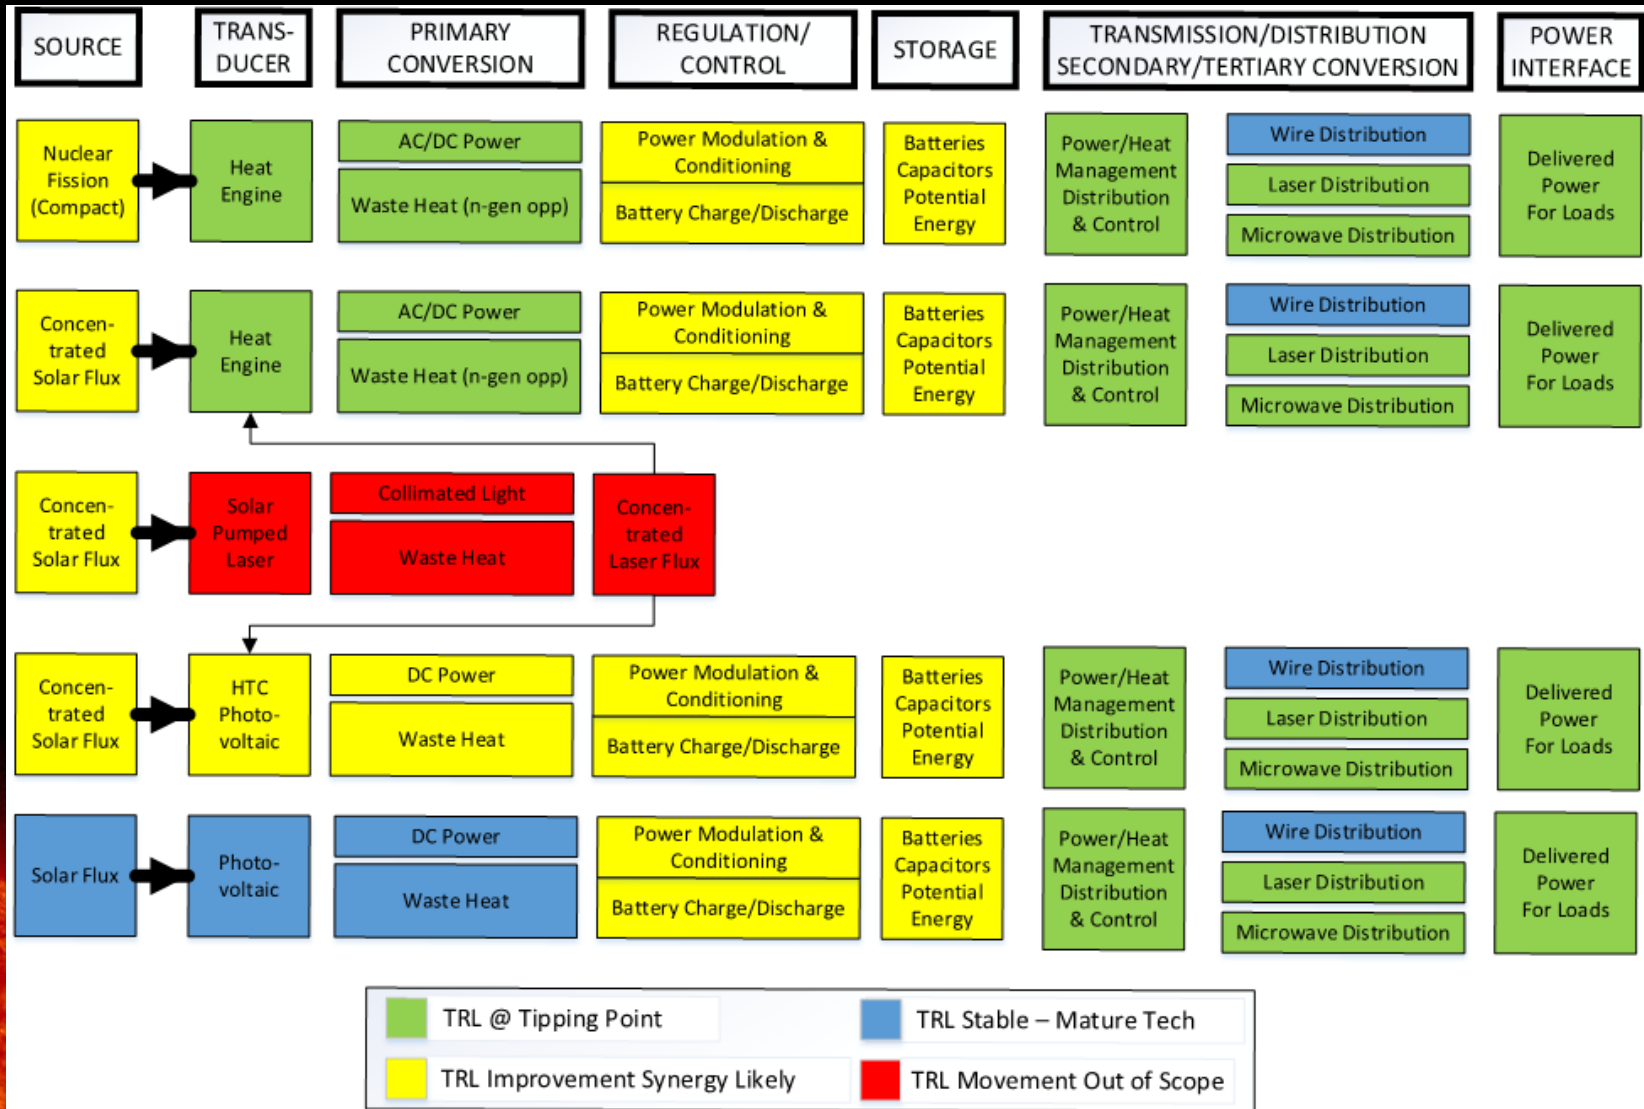 SOURCE
TRANS-
DUCER
PRIMARY
CONVERSION
REGULATION/
CONTROL
STORAGE
TRANSMISSION/DISTRIBUTION
SECONDARY/TERTIARY CONVERSION
POWER
INTERFACE
Nuclear
Fission
(Compact)
Heat
Engine
AC/DC Power
Waste Heat (n-gen opp)
Power Modulation &
Conditioning
Battery Charge/Discharge
Batteries
Capacitors
Potential
Energy
Power/Heat
Management
Distribution
& Control
Wire Distribution
Laser Distribution
Microwave Distribution
Delivered
Power
For Loads
Concen-
trated
Solar Flux
Heat
Engine
AC/DC Power
Waste Heat (n-gen opp)
Power Modulation &
Conditioning
Battery Charge/Discharge
Batteries
Capacitors
Potential
Energy
Power/Heat
Management
Distribution
& Control
Wire Distribution
Laser Distribution
Microwave Distribution
Delivered
Power
For Loads
Concen-
trated
Solar Flux
Solar
Pumped
Laser
Collimated Light
Waste Heat
Concen-
trated
Laser Flux
Concen-
trated
Solar Flux
HTC
Photo-
voltaic
DC Power
Waste Heat
Power Modulation &
Conditioning
Battery Charge/Discharge
Batteries
Capacitors
Potential
Energy
Power/Heat
Management
Distribution
& Control
Wire Distribution
Laser Distribution
Microwave Distribution
Delivered
Power
For Loads
Solar Flux
Photo-
voltaic
DC Power
Waste Heat
Power Modulation &
Conditioning
Battery Charge/Discharge
Batteries
Capacitors
Potential
Energy
Power/Heat
Management
Distribution
& Control
Wire Distribution
Laser Distribution
Microwave Distribution
Delivered
Power
For Loads
TRL @ Tipping Point
TRL Stable – Mature Tech
TRL Improvement Synergy Likely
TRL Movement Out of Scope